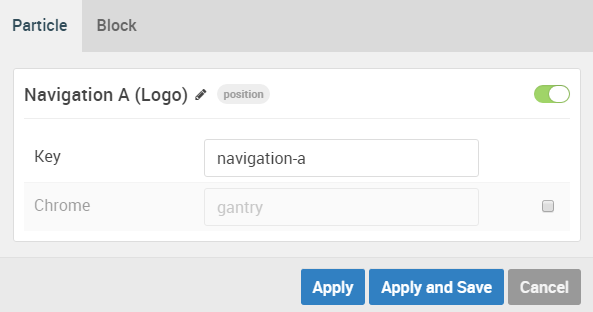 Particle Block
Navigation A (Logo) position
Key navigation-a
Chrome gantry
Apply Apply and Save Cancel